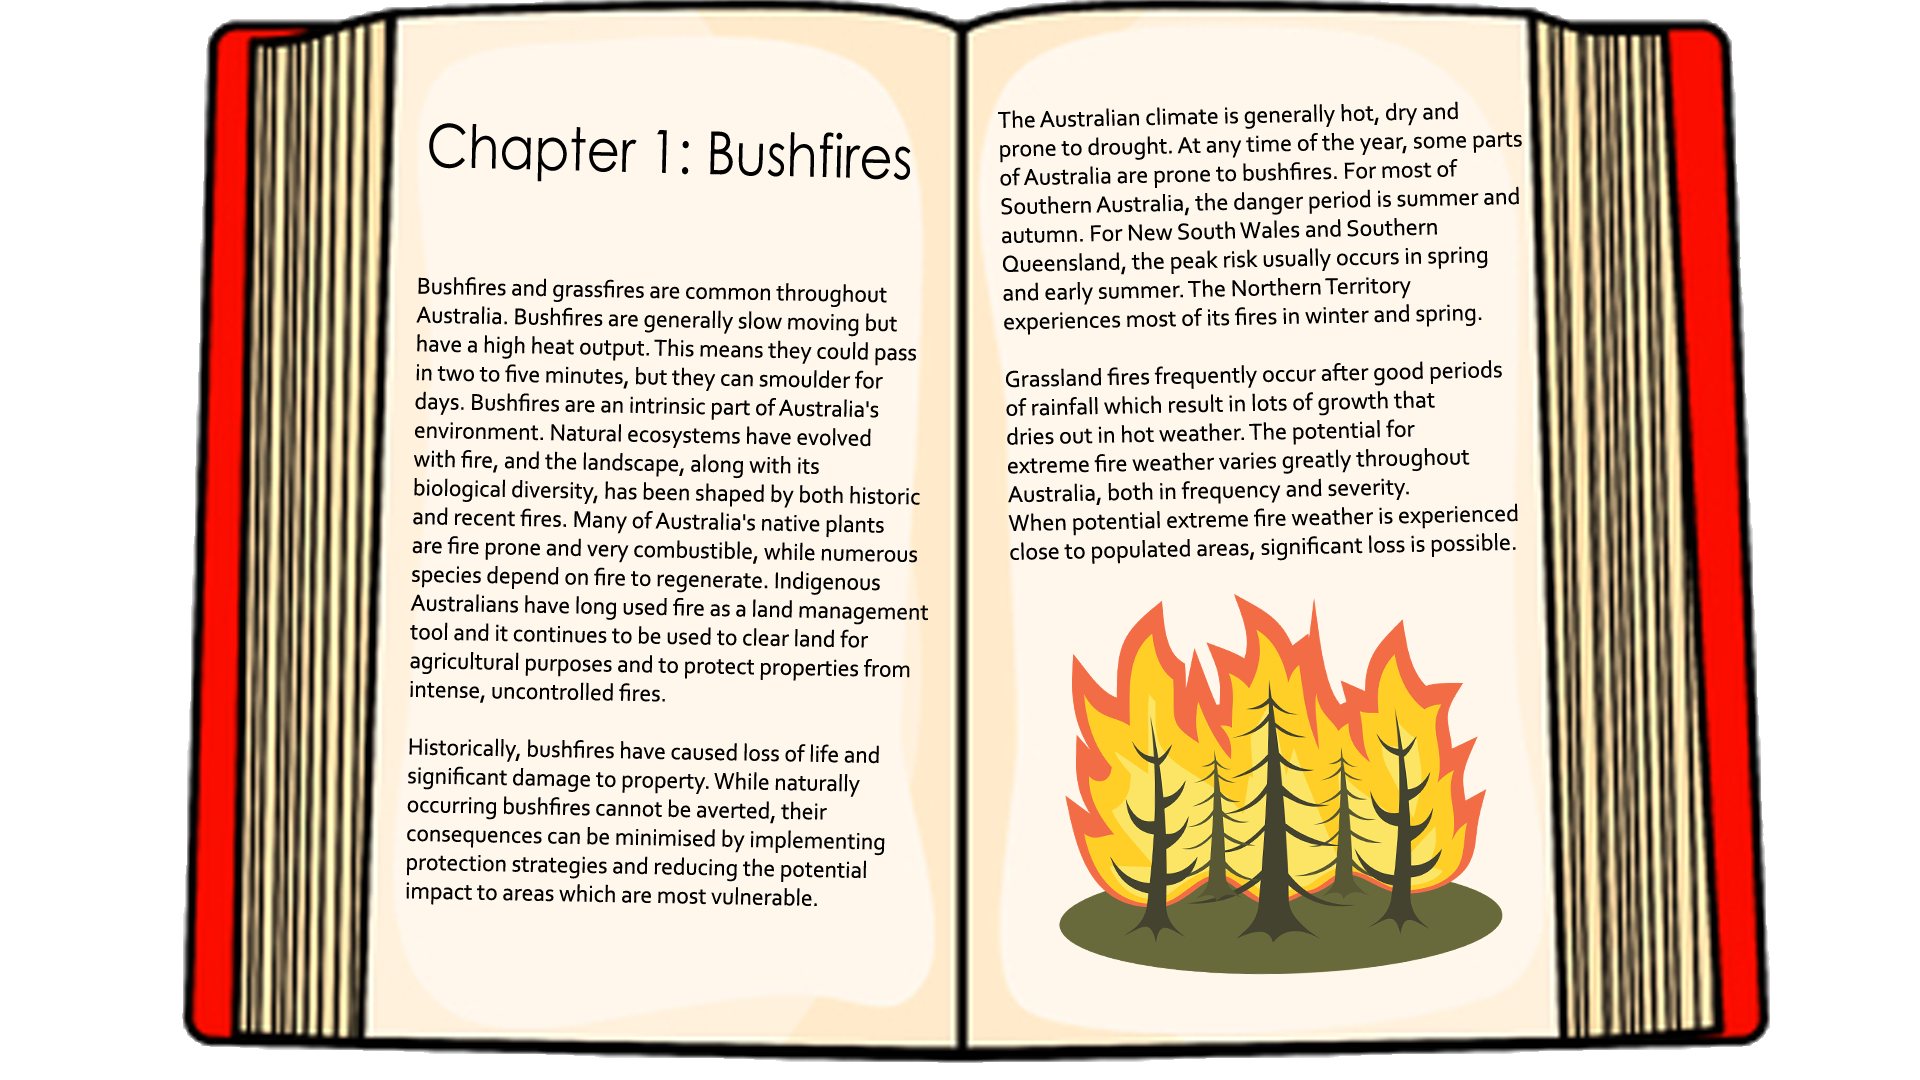 Chapter 1: Bushfires
Bushfires and grassfires are common throughout
Australia. Bushfires are generally slow moving but
have a high heat output. This means they could pass
in two to five minutes, but they can smoulder for
days. Bushfires are an intrinsic part of Australia's
environment. Natural ecosystems have evolved
with fire, and the landscape, along with its
biological diversity, has been shaped by both historic
and recent fires. Many of Australia's native plants
are fire prone and very combustible, while numerous
species depend on fire to regenerate. Indigenous
Australians have long used fire as a land management
tool and it continues to be used to clear land for
agricultural purposes and to protect properties from
intense, uncontrolled fires.
Historically, bushfires have caused loss of life and
significant damage to property. While naturally
occurring bushfires cannot be averted, their
consequences can be minimised by implementing
protection strategies and reducing the potential
impact to areas which are most vulnerable.
The Australian climate is generally hot, dry and
prone to drought. At any time of the year, some parts
of Australia are prone to bushfires. For most of
Southern Australia, the danger period is summer and
autumn. For New South Wales and Southern
Queensland, the peak risk usually occurs in spring
and early summer. The Northern Territory
experiences most of its fires in winter and spring.
Grassland fires frequently occur after good periods
of rainfall which result in lots of growth that
dries out in hot weather. The potential for
extreme fire weather varies greatly throughout
Australia, both in frequency and severity.
When potential extreme fire weather is experienced
close to populated areas, significant loss is possible.